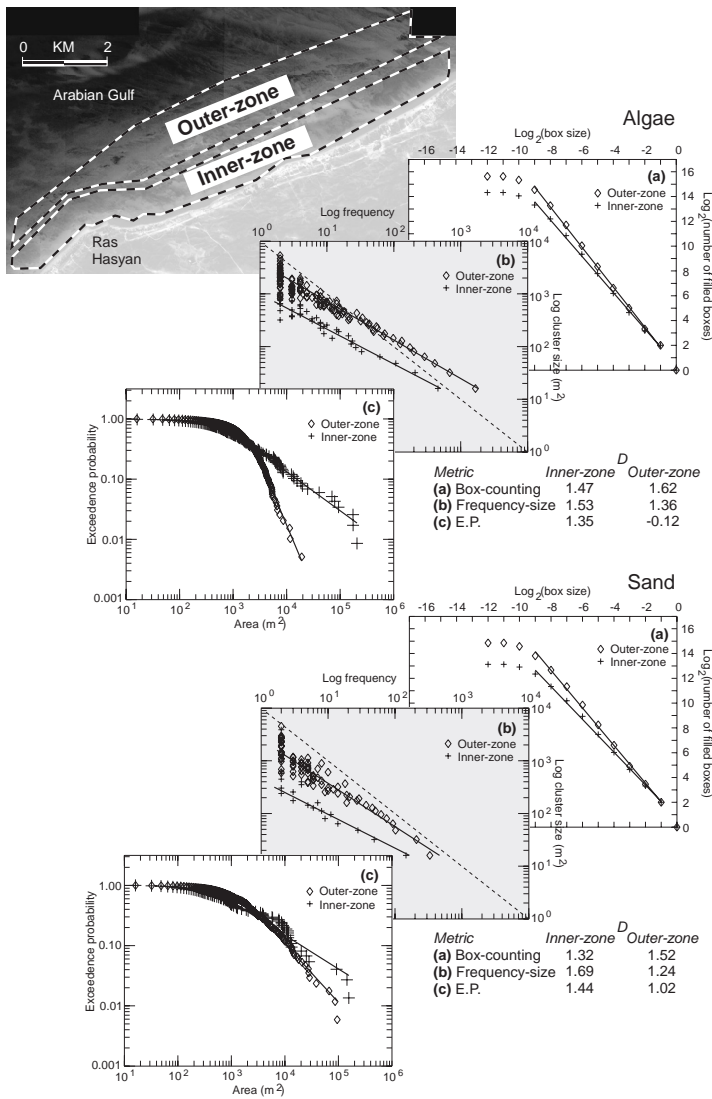 0 KM 2
Arabian Gulf
Outer-zone
Inner-zone
Ras
Hasyan
Algae
Log2(box size)
-16 -14 -12 -10 -8 -6 -4 -2 0
(a)
Outer-zone
Inner-zone
16
14
12
10
8
6
4
2
0
Log2(number of filled boxes)
Log frequency
10^0 10^1 10^2 10^3 10^4
(b)
Outer-zone
Inner-zone
10^4
10^3
10^2
10^1
10^0
Log cluster size (m^2)
(c)
Outer-zone
Inner-zone
Exceedence probability
1.00
0.10
0.01
0.001
10^1 10^2 10^3 10^4 10^5 10^6
Area (m^2)
D
Metric Inner-zone Outer-zone
(a) Box-counting 1.47 1.62
(b) Frequency-size 1.53 1.36
(c) E.P. 1.35 -0.12
Sand
Log2(box size)
-16 -14 -12 -10 -8 -6 -4 -2 0
(a)
Outer-zone
Inner-zone
16
14
12
10
8
6
4
2
0
Log2(number of filled boxes)
Log frequency
10^0 10^1 10^2 10^3 10^4
(b)
Outer-zone
Inner-zone
10^4
10^3
10^2
10^1
10^0
Log cluster size (m^2)
(c)
Outer-zone
Inner-zone
Exceedence probability
1.00
0.10
0.01
0.001
10^1 10^2 10^3 10^4 10^5 10^6
Area (m^2)
D
Metric Inner-zone Outer-zone
(a) Box-counting 1.32 1.52
(b) Frequency-size 1.69 1.24
(c) E.P. 1.44 1.02